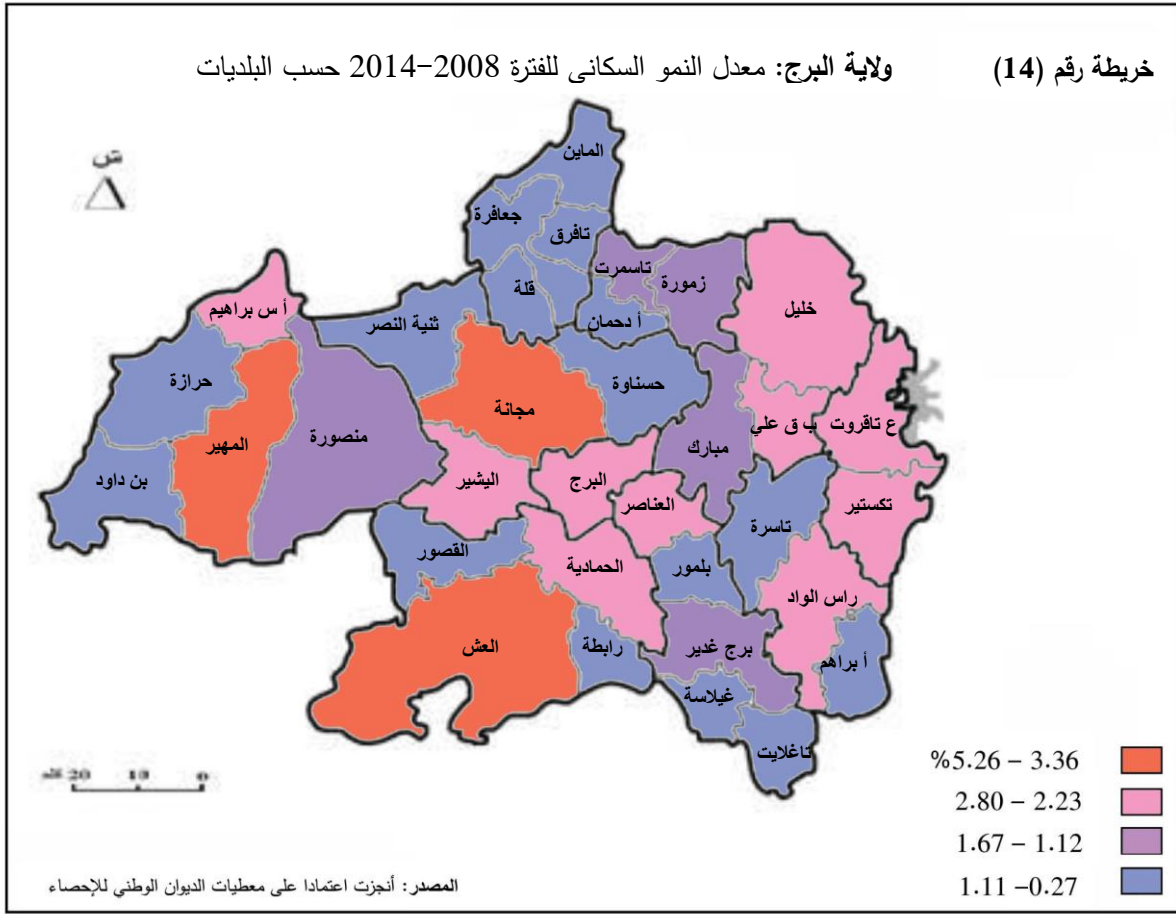 خريطة رقم (14) ولاية البرج: معدل النمو السكانى للفترة 2008-2014 حسب البلديات
ش
الماين
جعافرة
تافرق
تاسمرت
زمورة
قلة
خليل
أ س براهيم
ثنية النصر
أ دحمان
حرازة
حسناوة
مجانة
ب ق علي
ع تاقروت
منصورة
المهير
مبارك
بن داود
اليشير
البرج
العناصر
تكستير
تاسرة
القصور
الحمادية
بلمور
راس الواد
العش
رابطة
برج غدير
أ براهم
غيلاسة
تاغلايت
%5.26 – 3.36
2.80 – 2.23
1.67 – 1.12
1.11 –0.27
0 10 20 كلم
المصدر: أنجزت اعتمادا على معطيات الديوان الوطني للإحصاء